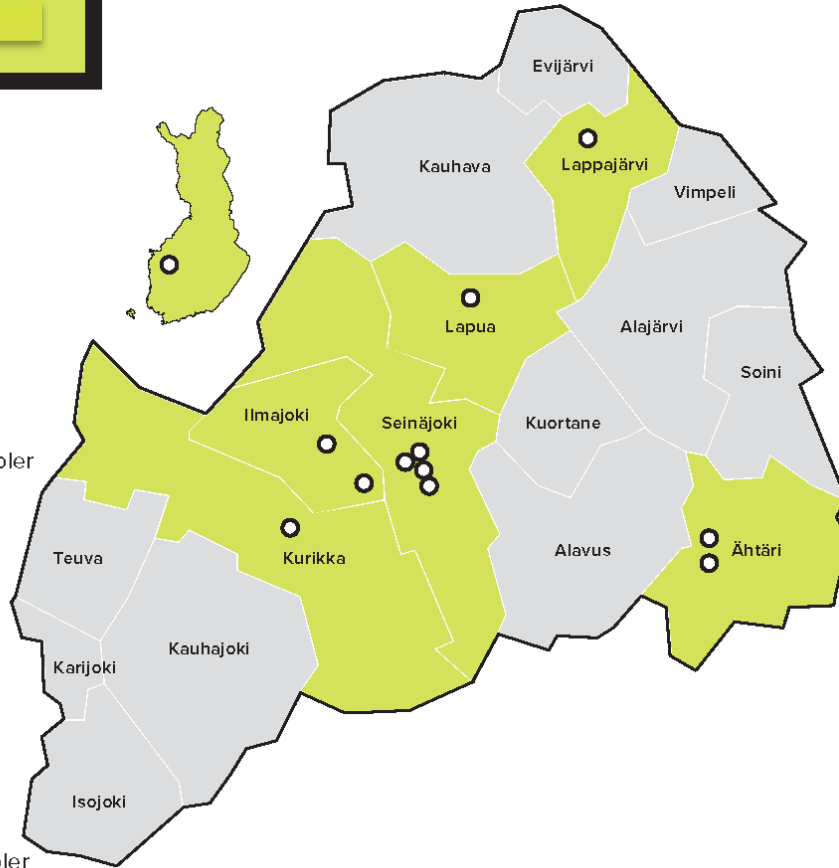 Evijärvi
Kauhava
Lappajärvi
Vimpeli
Lapua
Alajärvi
Soini
Ilmajoki
Seinäjoki
Kuortane
Teuva
Kurikka
Alavus
Ähtäri
Kauhajoki
Karijoki
Isojoki